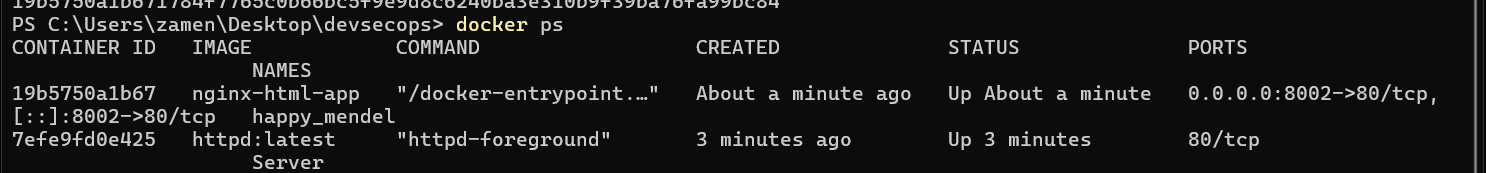 19b5750a1b671784f7765c0b66bc5f9e9d8c6240ba3e310b9f39ba76fa99bc84
PS C:\Users\zamen\Desktop\devsecops> docker ps
CONTAINER ID   IMAGE            COMMAND                  CREATED              STATUS              PORTS
                    NAMES
19b5750a1b67   nginx-html-app   "/docker-entrypoint.…"   About a minute ago   Up About a minute   0.0.0.0:8002->80/tcp,
[::]:8002->80/tcp   happy_mendel
7efe9fd0e425   httpd:latest     "httpd-foreground"       3 minutes ago        Up 3 minutes        80/tcp
                    Server